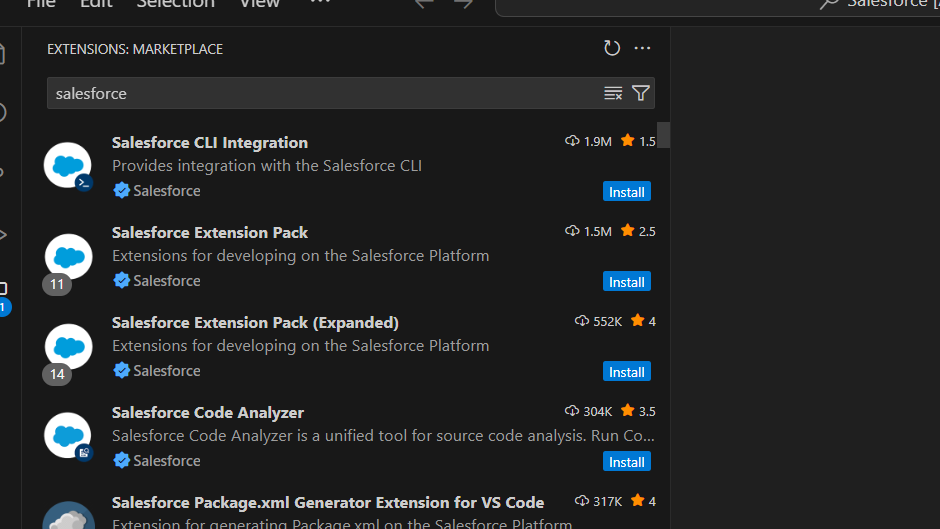 File Edit Selection View ...
Salesforce [
EXTENSIONS: MARKETPLACE
salesforce
Salesforce CLI Integration 1.9M 1.5
Provides integration with the Salesforce CLI
Salesforce Install
Salesforce Extension Pack 1.5M 2.5
Extensions for developing on the Salesforce Platform
11 Salesforce Install
1
Salesforce Extension Pack (Expanded) 552K 4
Extensions for developing on the Salesforce Platform
14 Salesforce Install
Salesforce Code Analyzer 304K 3.5
Salesforce Code Analyzer is a unified tool for source code analysis. Run Co...
Salesforce Install
Salesforce Package.xml Generator Extension for VS Code 317K 4
Extension for generating Package.xml on the Salesforce Platform